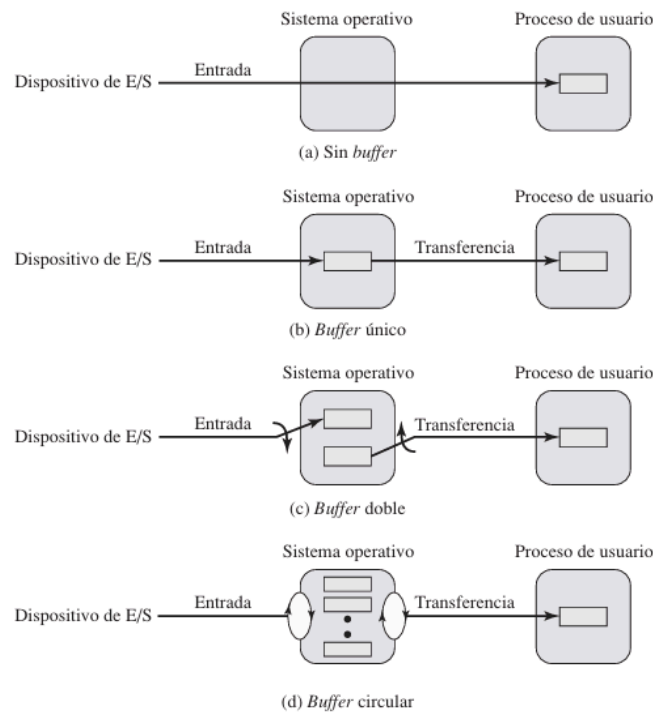 Sistema operativo Proceso de usuario
Dispositivo de E/S Entrada
(a) Sin buffer
Sistema operativo Proceso de usuario
Dispositivo de E/S Entrada Transferencia
(b) Buffer único
Sistema operativo Proceso de usuario
Dispositivo de E/S Entrada Transferencia
(c) Buffer doble
Sistema operativo Proceso de usuario
Dispositivo de E/S Entrada Transferencia
(d) Buffer circular